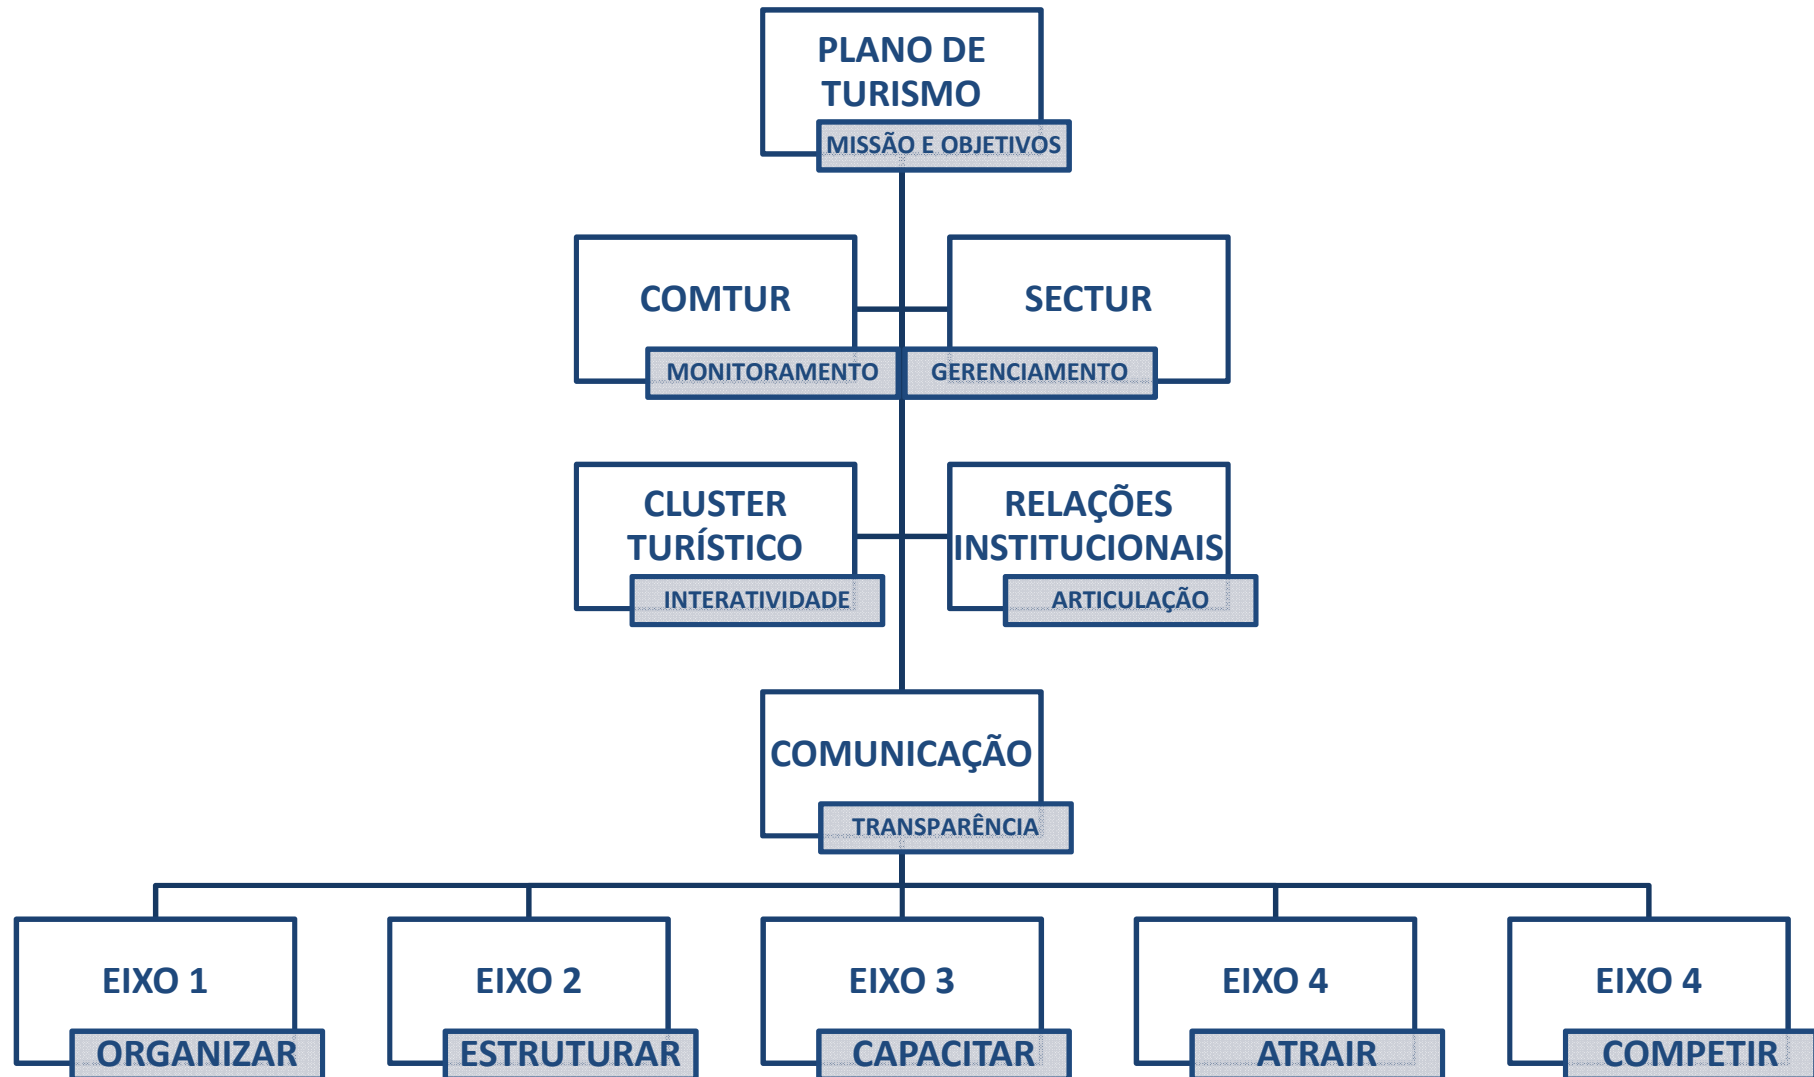 PLANO DE
TURISMO
MISSÃO E OBJETIVOS
COMTUR
MONITORAMENTO
SECTUR
GERENCIAMENTO
CLUSTER
TURÍSTICO
INTERATIVIDADE
RELAÇÕES
INSTITUCIONAIS
ARTICULAÇÃO
COMUNICAÇÃO
TRANSPARÊNCIA
EIXO 1
ORGANIZAR
EIXO 2
ESTRUTURAR
EIXO 3
CAPACITAR
EIXO 4
ATRAIR
EIXO 4
COMPETIR